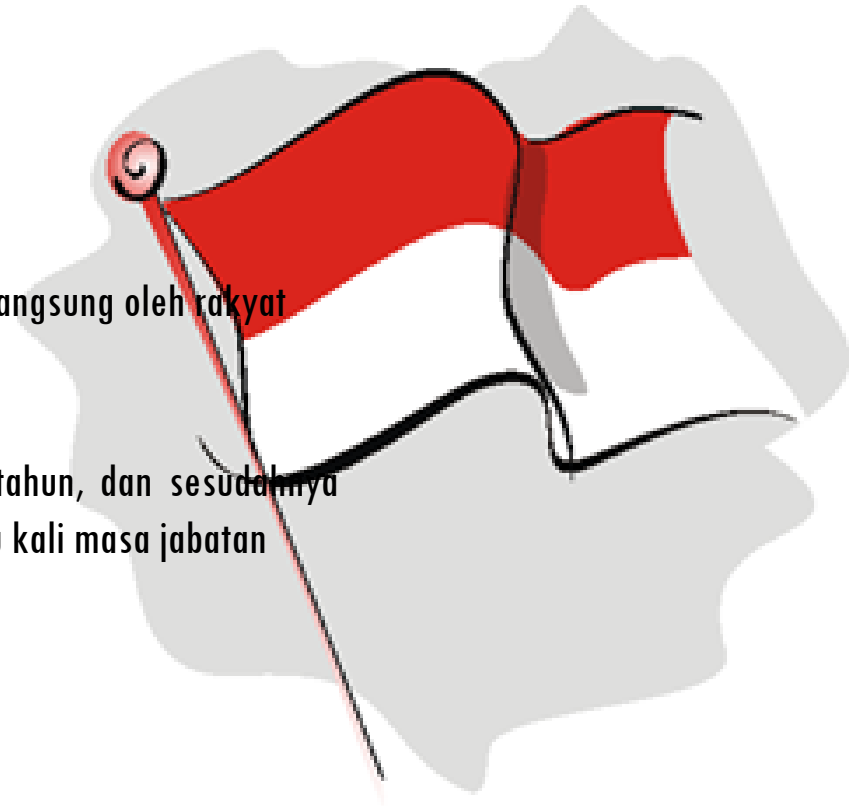 angsung oleh rakyat
tahun, dan sesudahnya
kali masa jabatan